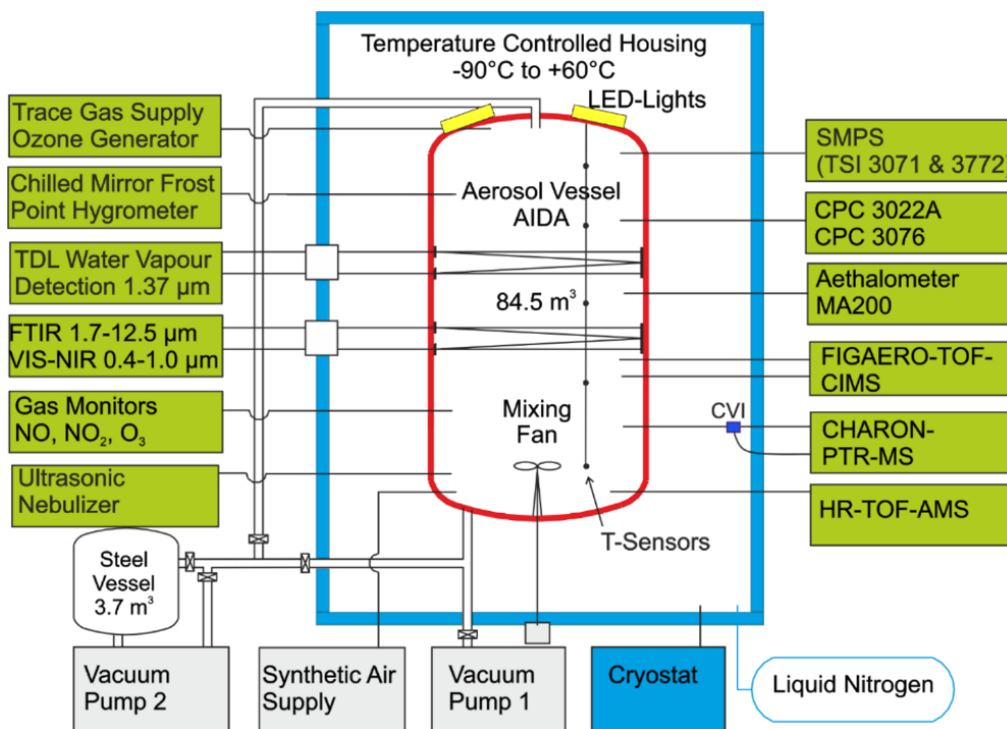 Temperature Controlled Housing
-90°C to +60°C
LED-Lights
Trace Gas Supply
Ozone Generator
Chilled Mirror Frost
Point Hygrometer
TDL Water Vapour
Detection 1.37 µm
FTIR 1.7-12.5 µm
VIS-NIR 0.4-1.0 µm
Gas Monitors
NO, NO₂, O₃
Ultrasonic
Nebulizer
Aerosol Vessel
AIDA
84.5 m³
Mixing
Fan
T-Sensors
SMPS
(TSI 3071 & 3772)
CPC 3022A
CPC 3076
Aethalometer
MA200
FIGAERO-TOF-
CIMS
CVI
CHARON-
PTR-MS
HR-TOF-AMS
Steel
Vessel
3.7 m³
Vacuum
Pump 2
Synthetic Air
Supply
Vacuum
Pump 1
Cryostat
Liquid Nitrogen